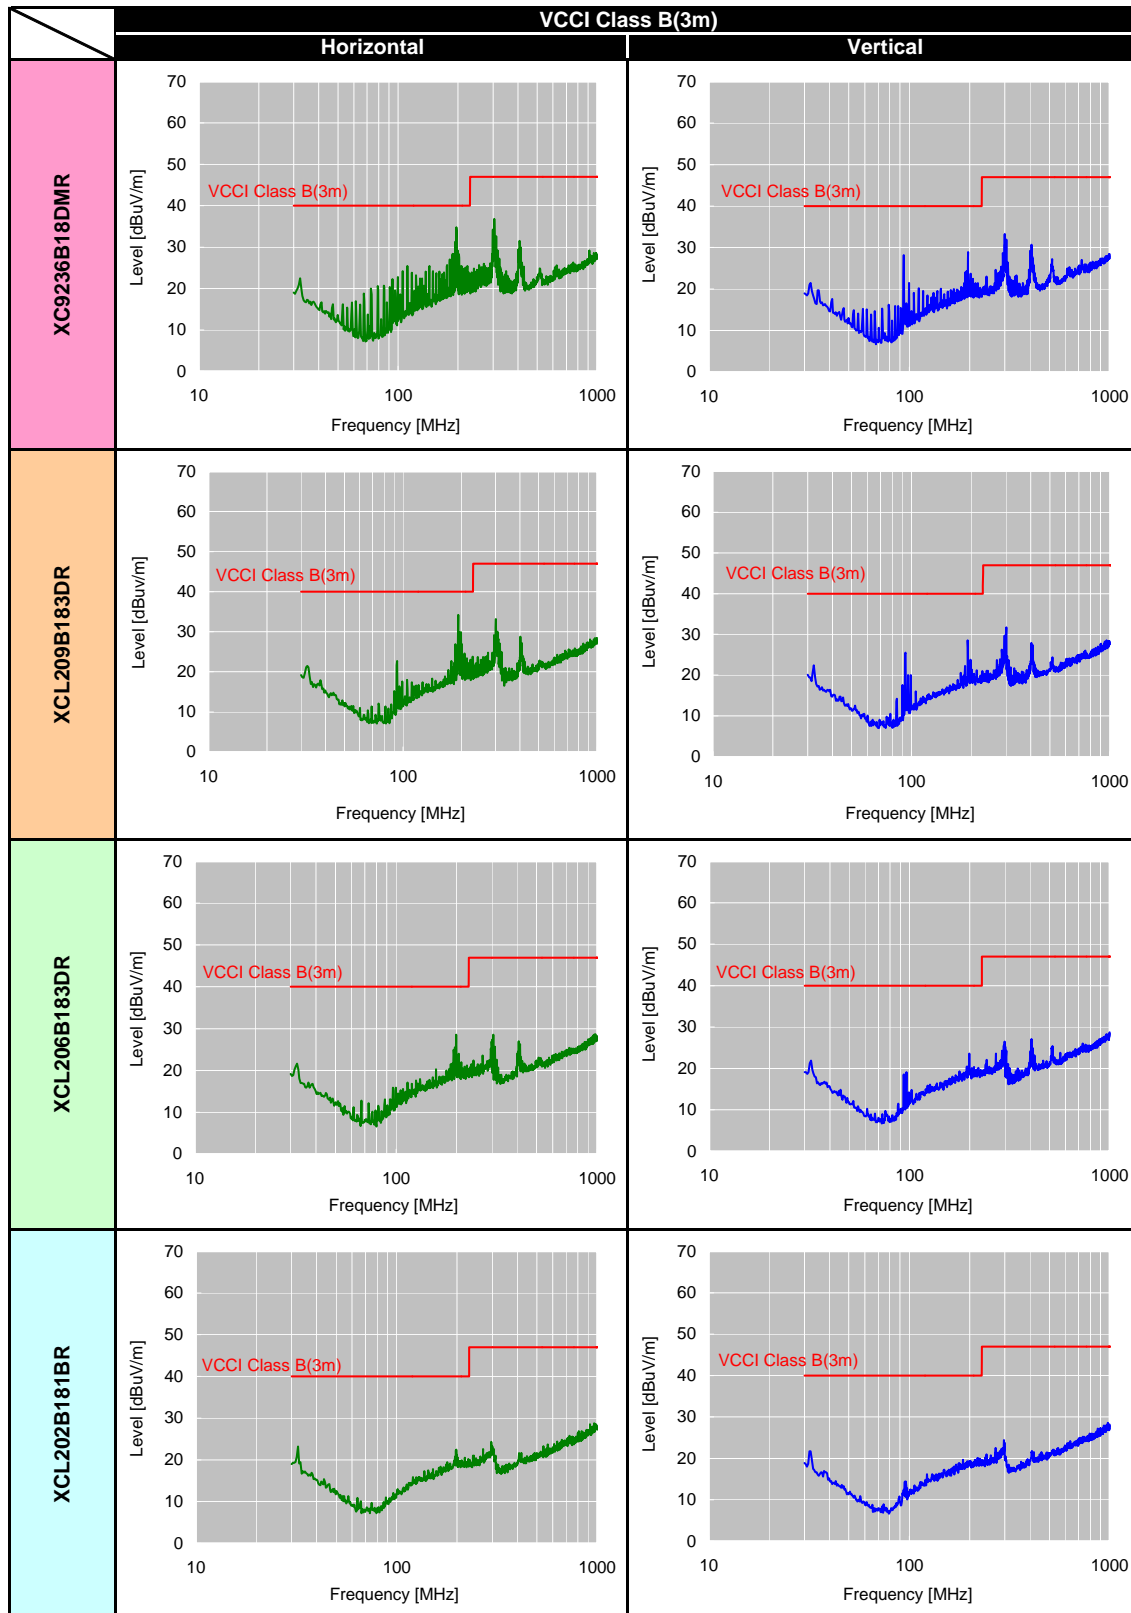 VCCI Class B(3m)
Horizontal
Vertical
XC9236B18DMR
Level [dBuV/m]
70
60
50
40
30
20
10
0
VCCI Class B(3m)
10
100
1000
Frequency [MHz]
Level [dBuV/m]
70
60
50
40
30
20
10
0
VCCI Class B(3m)
10
100
1000
Frequency [MHz]
XCL209B183DR
Level [dBuv/m]
70
60
50
40
30
20
10
0
VCCI Class B(3m)
10
100
1000
Frequency [MHz]
Level [dBuv/m]
70
60
50
40
30
20
10
0
VCCI Class B(3m)
10
100
1000
Frequency [MHz]
XCL206B183DR
Level [dBuV/m]
70
60
50
40
30
20
10
0
VCCI Class B(3m)
10
100
1000
Frequency [MHz]
Level [dBuV/m]
70
60
50
40
30
20
10
0
VCCI Class B(3m)
10
100
1000
Frequency [MHz]
XCL202B181BR
Level [dBuV/m]
70
60
50
40
30
20
10
0
VCCI Class B(3m)
10
100
1000
Frequency [MHz]
Level [dBuV/m]
70
60
50
40
30
20
10
0
VCCI Class B(3m)
10
100
1000
Frequency [MHz]